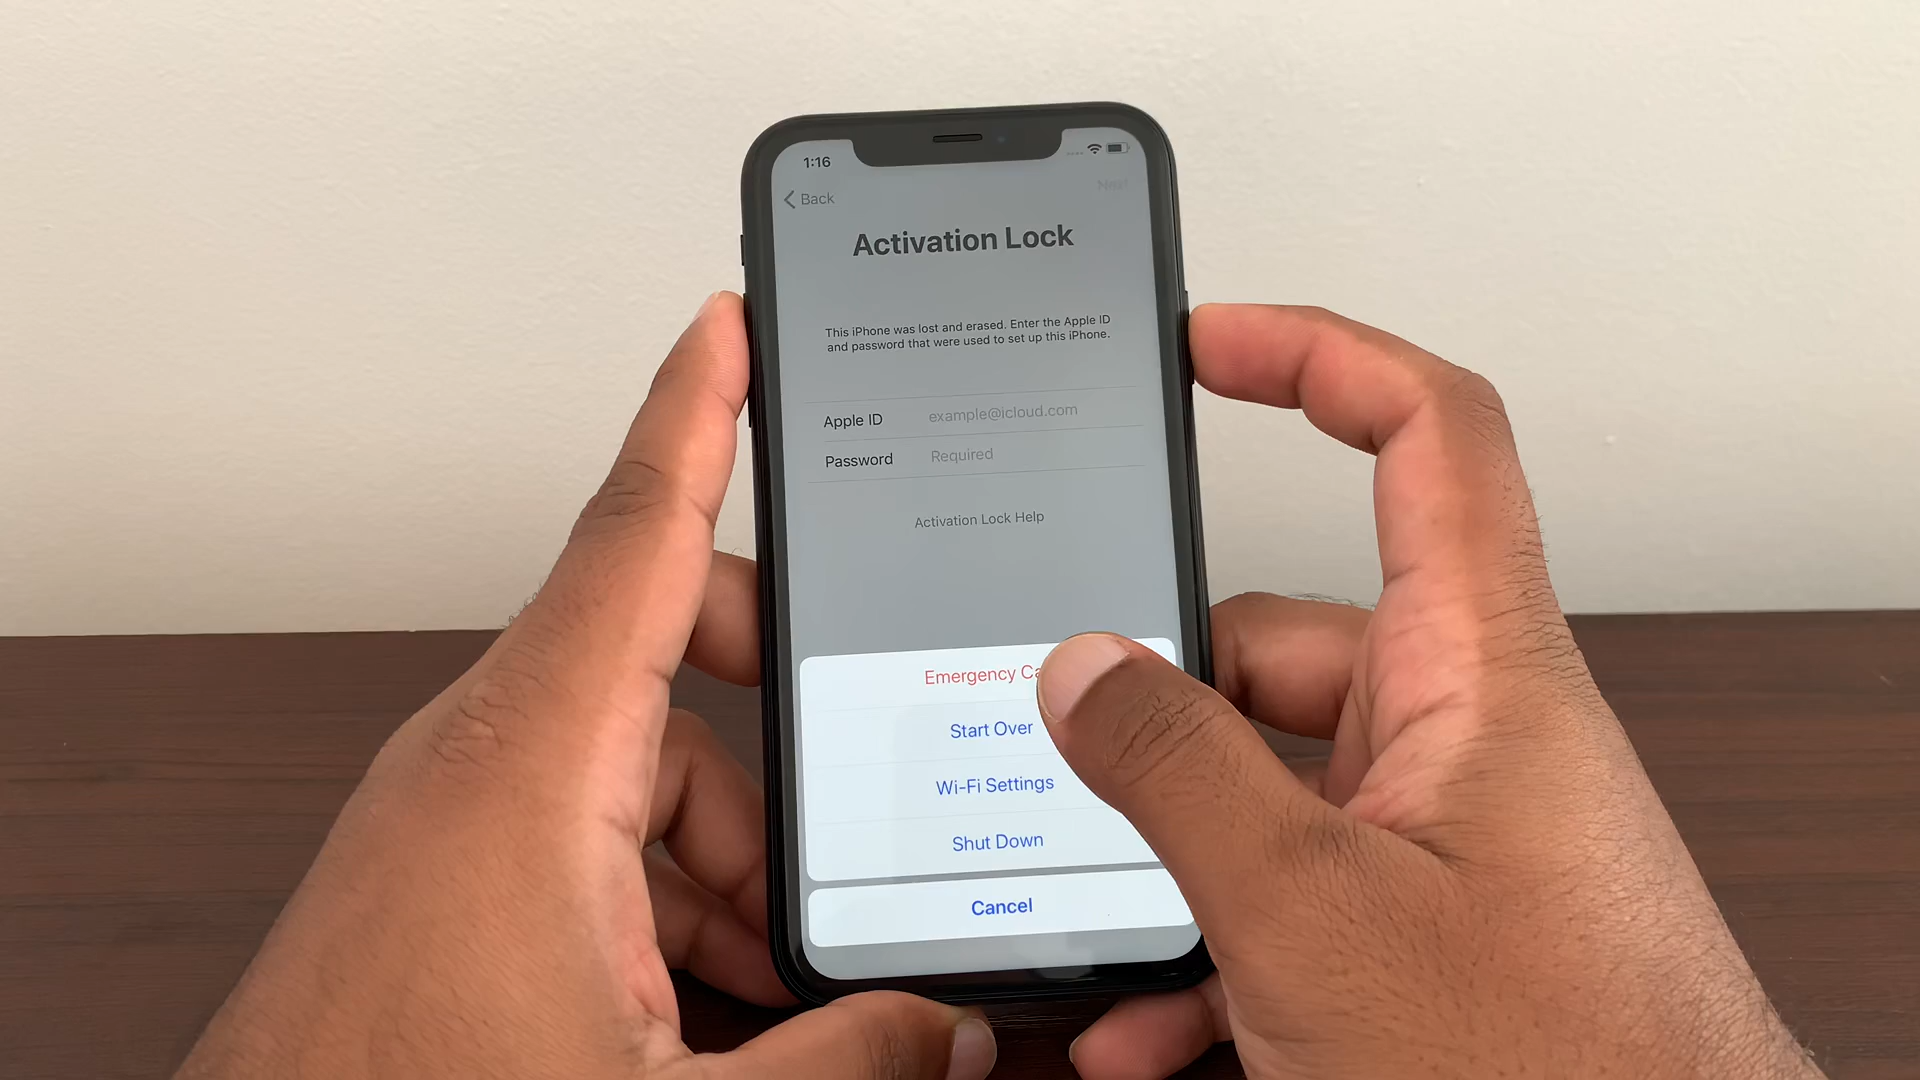 1:16
Back
Next
Activation Lock
This iPhone was lost and erased. Enter the Apple ID
and password that were used to set up this iPhone.
Apple ID example@icloud.com
Password Required
Activation Lock Help
Emergency
Start Over
Wi-Fi Settings
Shut Down
Cancel